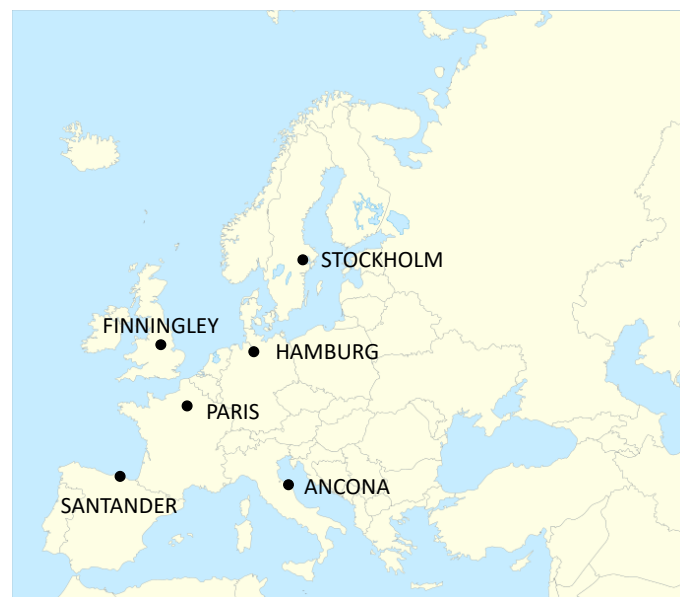 STOCKHOLM
FINNINGLEY
HAMBURG
PARIS
ANCONA
SANTANDER